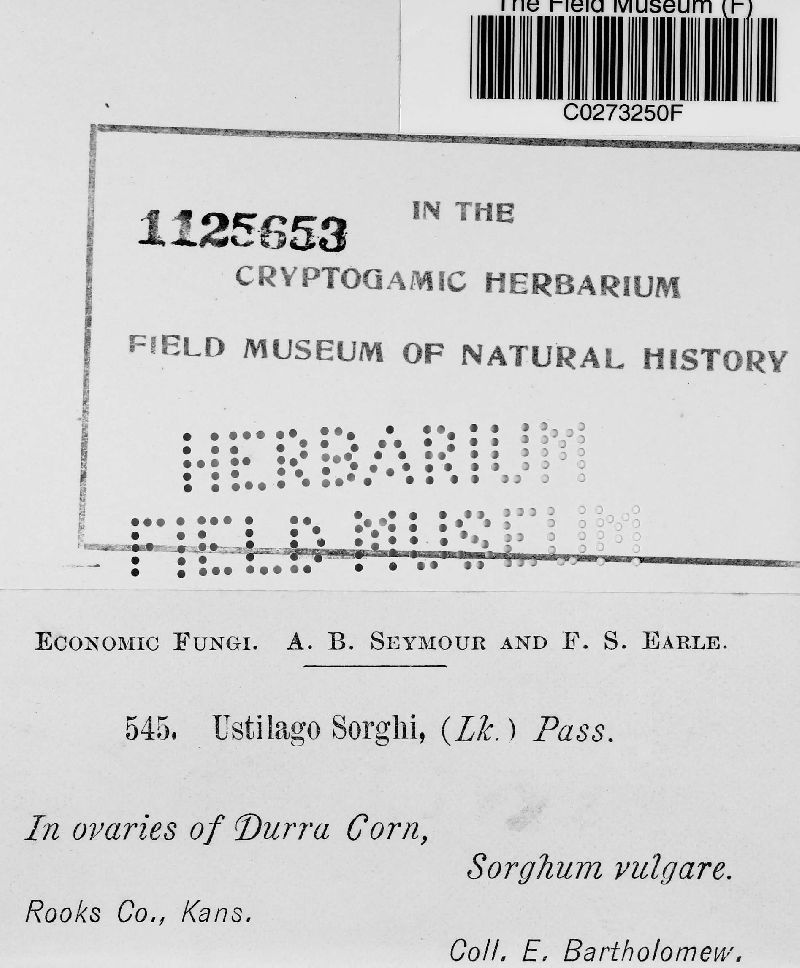 The Field Museum (F)
C0273250F
1125653
IN THE
CRYPTOGAMIC HERBARIUM
FIELD MUSEUM OF NATURAL HISTORY
HERBARIUM
FIELD MUSEUM
ECONOMIC FUNGI. A. B. SEYMOUR AND F. S. EARLE.
545. Ustilago Sorghi, (Lk.) Pass.
In ovaries of Durra Corn,
Sorghum vulgare.
Rooks Co., Kans.
Coll. E. Bartholomew.